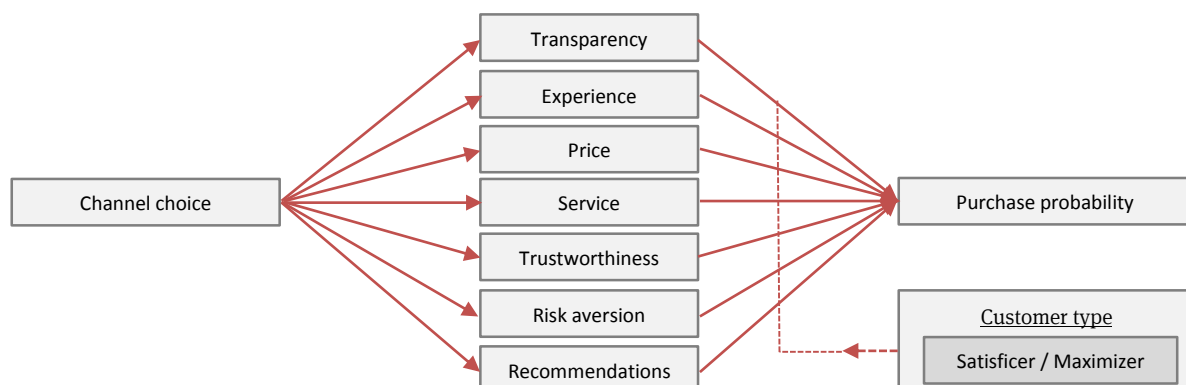 Transparency
Experience
Price
Channel choice
Service
Purchase probability
Trustworthiness
Risk aversion
Customer type
Recommendations
Satisficer / Maximizer